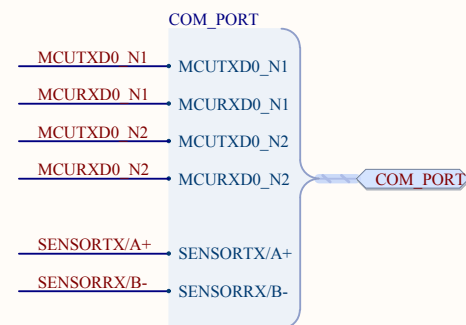 COM_PORT
MCUTXD0_N1 MCUTXD0_N1
MCURXD0_N1 MCURXD0_N1
MCUTXD0_N2 MCUTXD0_N2
MCURXD0_N2 MCURXD0_N2
COM_PORT
SENSORTX/A+ SENSORTX/A+
SENSORRX/B- SENSORRX/B-